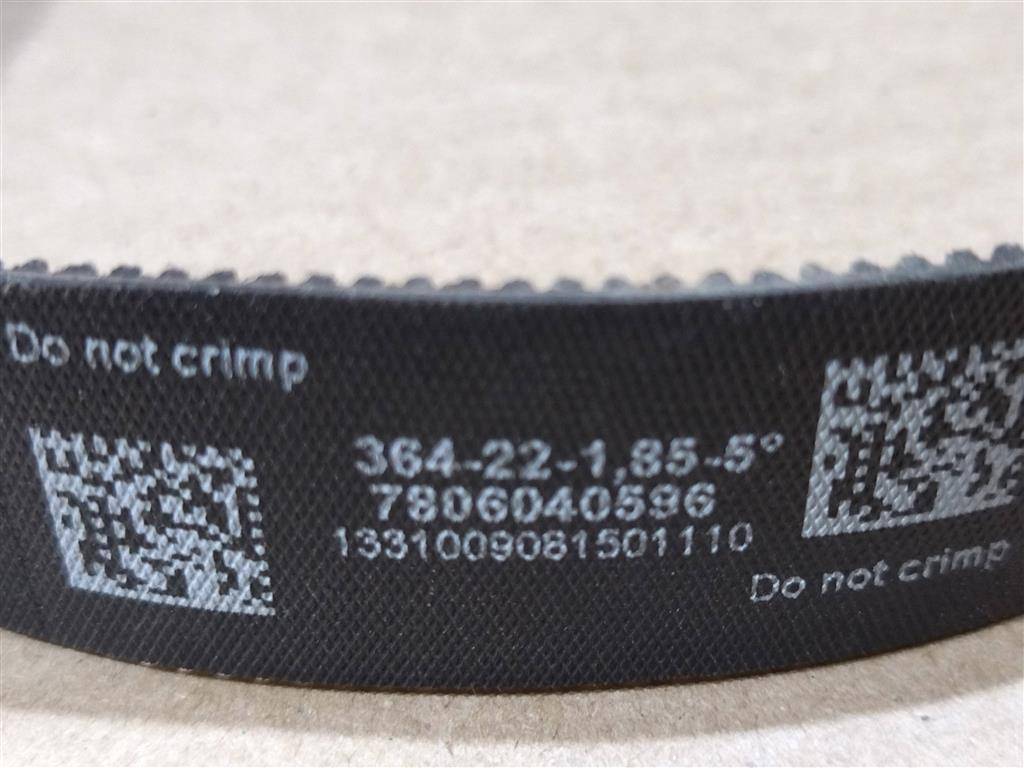 Do not crimp
364-22-1,85-5°
7806040596
1331009081501110
Do not crimp